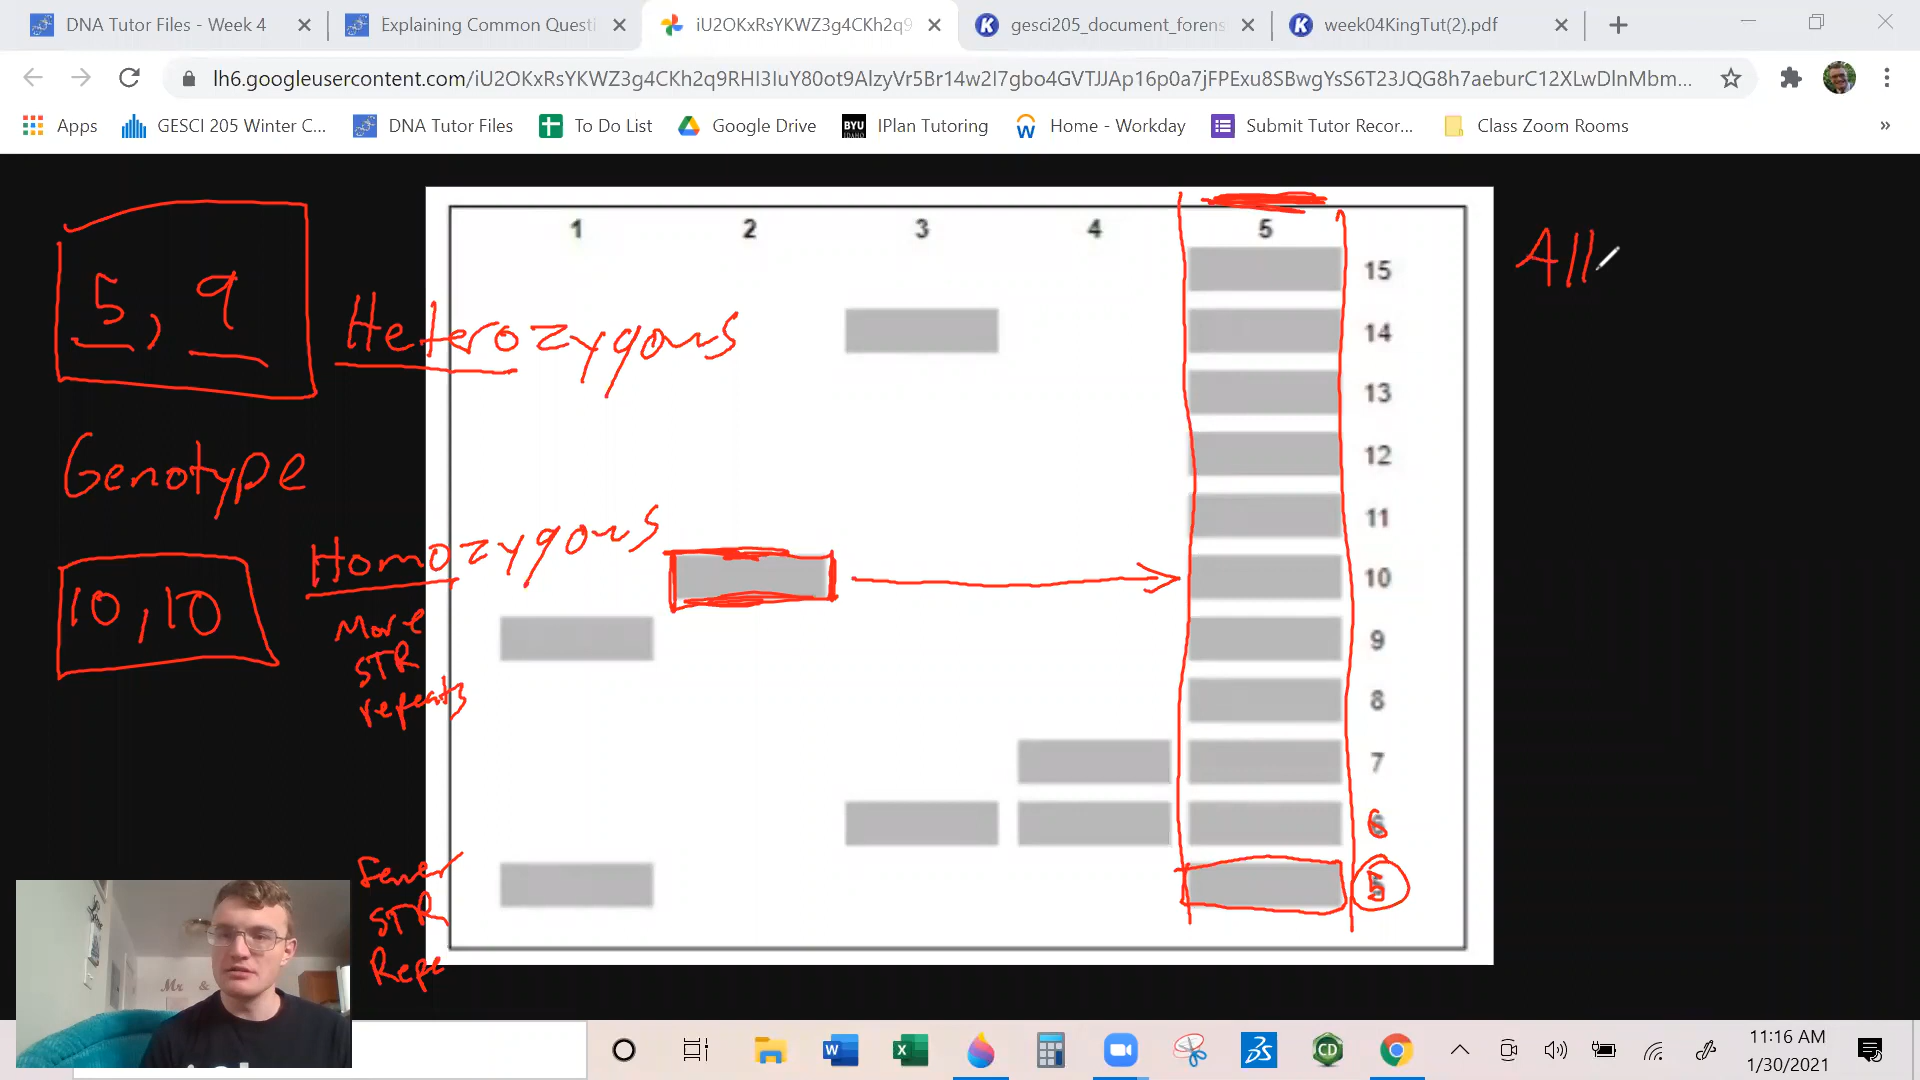 DNA Tutor Files - Week 4
Explaining Common Questi
iU2OKxRsYKWZ3g4CKh2q9
gesci205_document_forens
week04KingTut(2).pdf
lh6.googleusercontent.com/iU2OKxRsYKWZ3g4CKh2q9RHI3IuY80ot9AlzyVr5Br14w2I7gbo4GVTJJAp16p0a7jFPExu8SBwgYsS6T23JQG8h7aeburC12XLwDlnMbm...
Apps
GESCI 205 Winter C...
DNA Tutor Files
To Do List
Google Drive
BYU
IDAHO
IPlan Tutoring
Home - Workday
Submit Tutor Recor...
Class Zoom Rooms
»
1 2 3 4 5
15
14
13
12
11
10
9
8
7
6
5
5, 9
Heterozygous
Genotype
Homozygous
10, 10
More
STR
repeats
Fewer
STR
Repe
All
Mr &
11:16 AM
1/30/2021